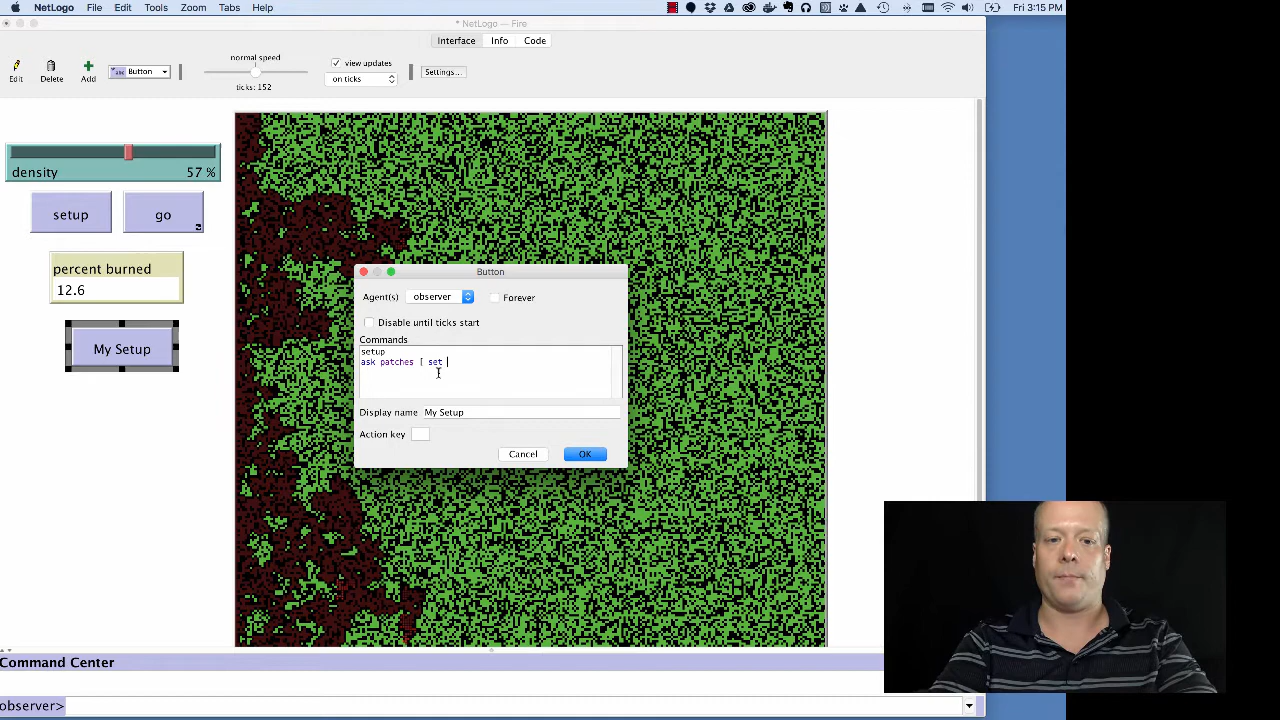 NetLogo File Edit Tools Zoom Tabs Help Fri 3:15 PM
* NetLogo — Fire
Interface Info Code
Edit Delete Add Button
normal speed
ticks: 152
view updates
on ticks
Settings...
density 57 %
setup go
percent burned
12.6
My Setup
Button
Agent(s) observer Forever
Disable until ticks start
Commands
setup
ask patches [ set
Display name My Setup
Action key
Cancel OK
Command Center
observer>